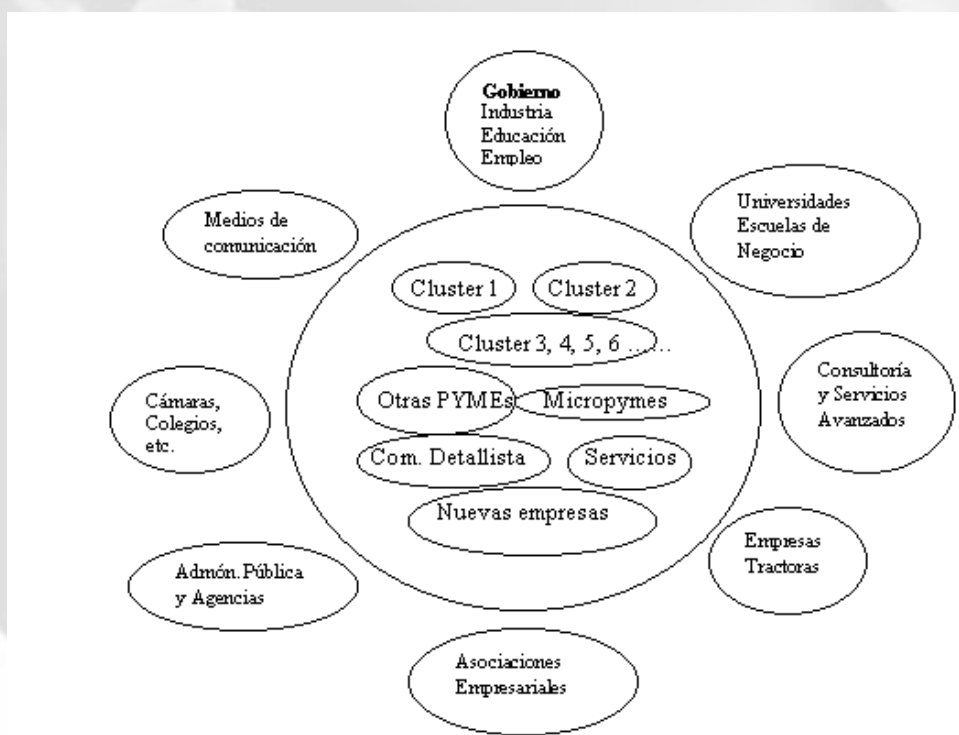 Gobierno
Industria
Educación
Empleo
Medios de
comunicación
Universidades
Escuelas de
Negocio
Cluster 1
Cluster 2
Cluster 3, 4, 5, 6 ……
Otras PYMEs
Micropymes
Com. Detallista
Servicios
Nuevas empresas
Cámaras,
Colegios,
etc.
Consultoría
y Servicios
Avanzados
Admón. Pública
y Agencias
Empresas
Tractoras
Asociaciones
Empresariales